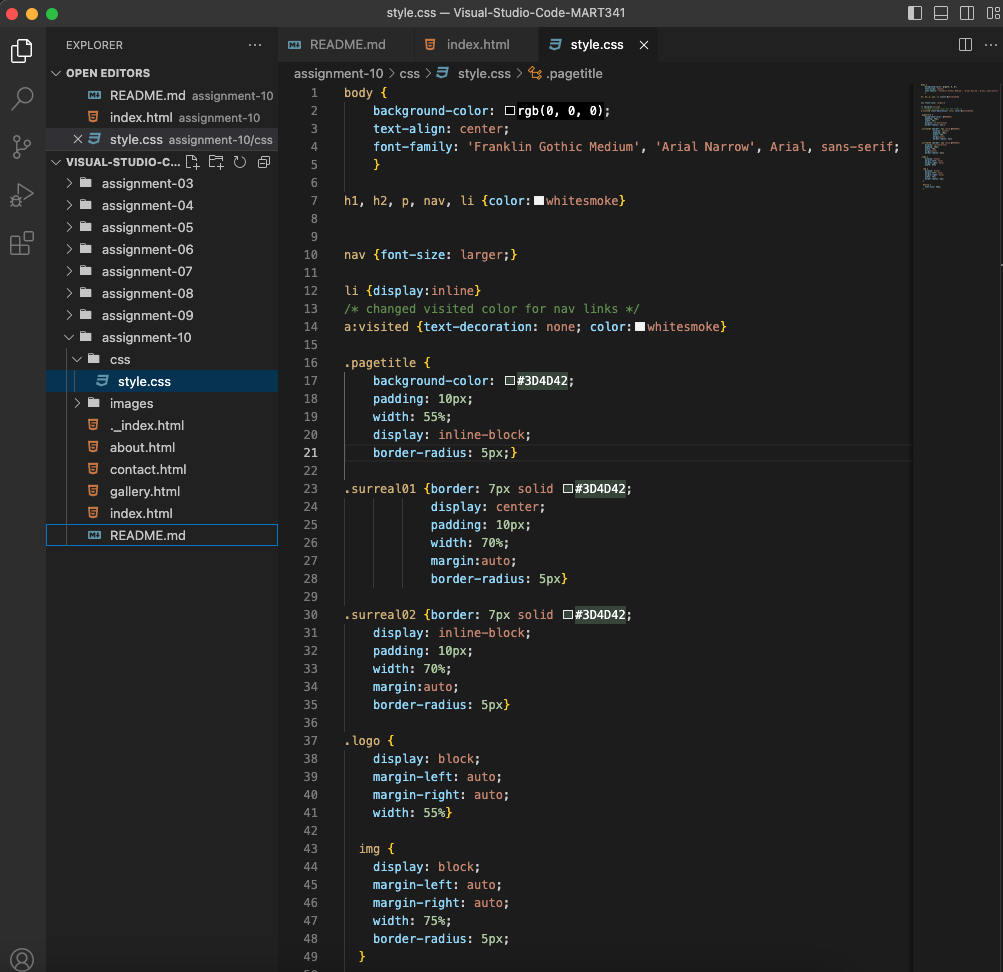 style.css — Visual-Studio-Code-MART341
EXPLORER
OPEN EDITORS
README.md assignment-10
index.html assignment-10
style.css assignment-10/css
VISUAL-STUDIO-C...
assignment-03
assignment-04
assignment-05
assignment-06
assignment-07
assignment-08
assignment-09
assignment-10
css
style.css
images
._index.html
about.html
contact.html
gallery.html
index.html
README.md
README.md index.html style.css
assignment-10 > css > style.css > .pagetitle
1 body {
2     background-color: rgb(0, 0, 0);
3     text-align: center;
4     font-family: 'Franklin Gothic Medium', 'Arial Narrow', Arial, sans-serif;
5     }
6
7 h1, h2, p, nav, li {color: whitesmoke}
8
9
10 nav {font-size: larger;}
11
12 li {display:inline}
13 /* changed visited color for nav links */
14 a:visited {text-decoration: none; color: whitesmoke}
15
16 .pagetitle {
17     background-color: #3D4D42;
18     padding: 10px;
19     width: 55%;
20     display: inline-block;
21     border-radius: 5px;}
22
23 .surreal01 {border: 7px solid #3D4D42;
24             display: center;
25             padding: 10px;
26             width: 70%;
27             margin:auto;
28             border-radius: 5px}
29
30 .surreal02 {border: 7px solid #3D4D42;
31     display: inline-block;
32     padding: 10px;
33     width: 70%;
34     margin:auto;
35     border-radius: 5px}
36
37 .logo {
38     display: block;
39     margin-left: auto;
40     margin-right: auto;
41     width: 55%}
42
43   img {
44     display: block;
45     margin-left: auto;
46     margin-right: auto;
47     width: 75%;
48     border-radius: 5px;
49   }